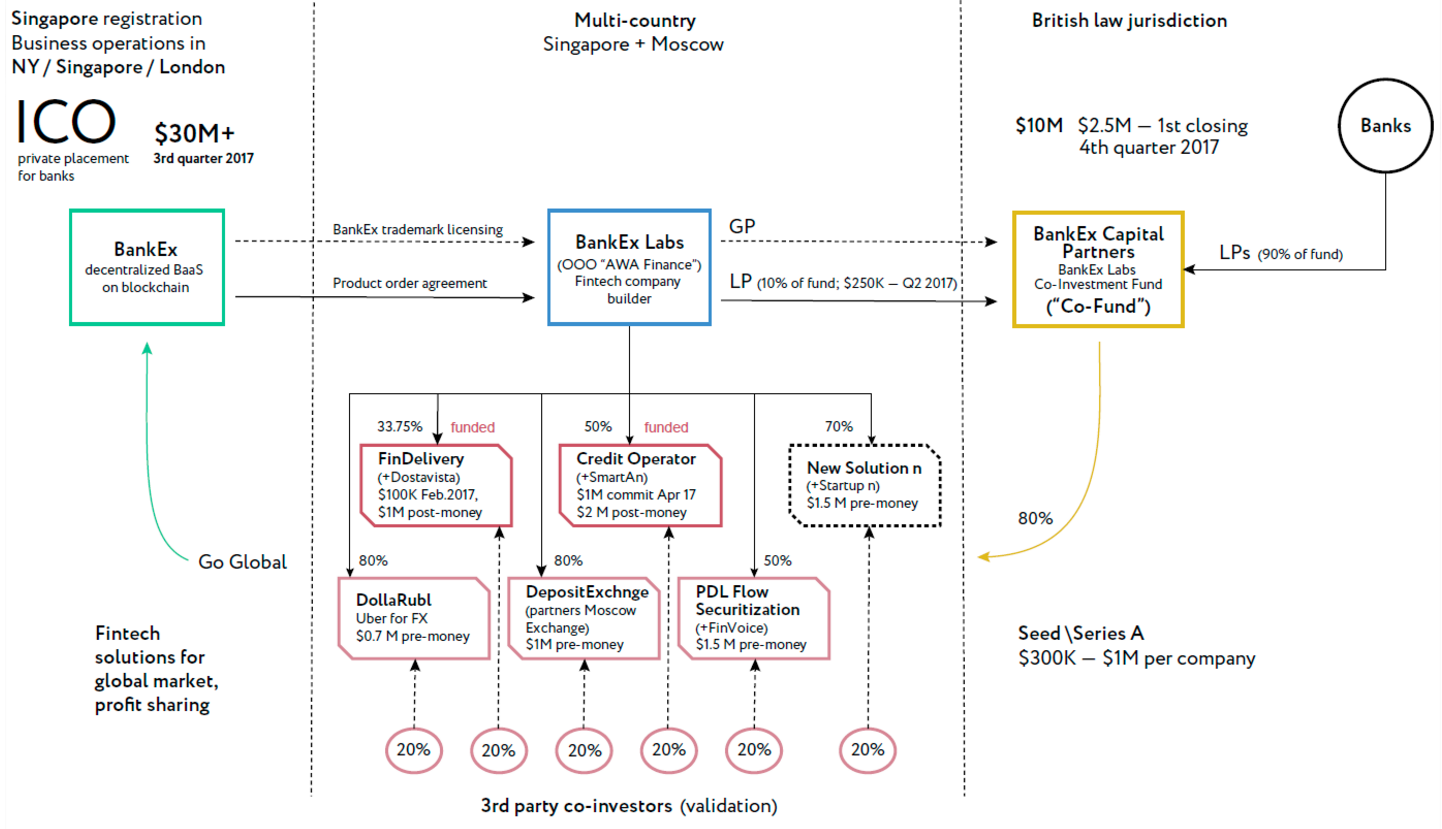 Singapore registration
Business operations in
NY / Singapore / London
ICO
private placement
for banks
$30M+
3rd quarter 2017
Multi-country
Singapore + Moscow
British law jurisdiction
$10M $2.5M — 1st closing
4th quarter 2017
Banks
BankEx
decentralized BaaS
on blockchain
BankEx trademark licensing
Product order agreement
BankEx Labs
(OOO “AWA Finance”)
Fintech company
builder
GP
LP (10% of fund; $250K — Q2 2017)
BankEx Capital
Partners
BankEx Labs
Co-Investment Fund
(“Co-Fund”)
LPs (90% of fund)
33.75% funded
FinDelivery
(+Dostavista)
$100K Feb.2017,
$1M post-money
50% funded
Credit Operator
(+SmartAn)
$1M commit Apr 17
$2 M post-money
70%
New Solution n
(+Startup n)
$1.5 M pre-money
80%
DollaRubl
Uber for FX
$0.7 M pre-money
80%
DepositExchnge
(partners Moscow
Exchange)
$1M pre-money
50%
PDL Flow
Securitization
(+FinVoice)
$1.5 M pre-money
20%
20%
20%
20%
20%
20%
3rd party co-investors (validation)
Go Global
Fintech
solutions for
global market,
profit sharing
80%
Seed \Series A
$300K — $1M per company